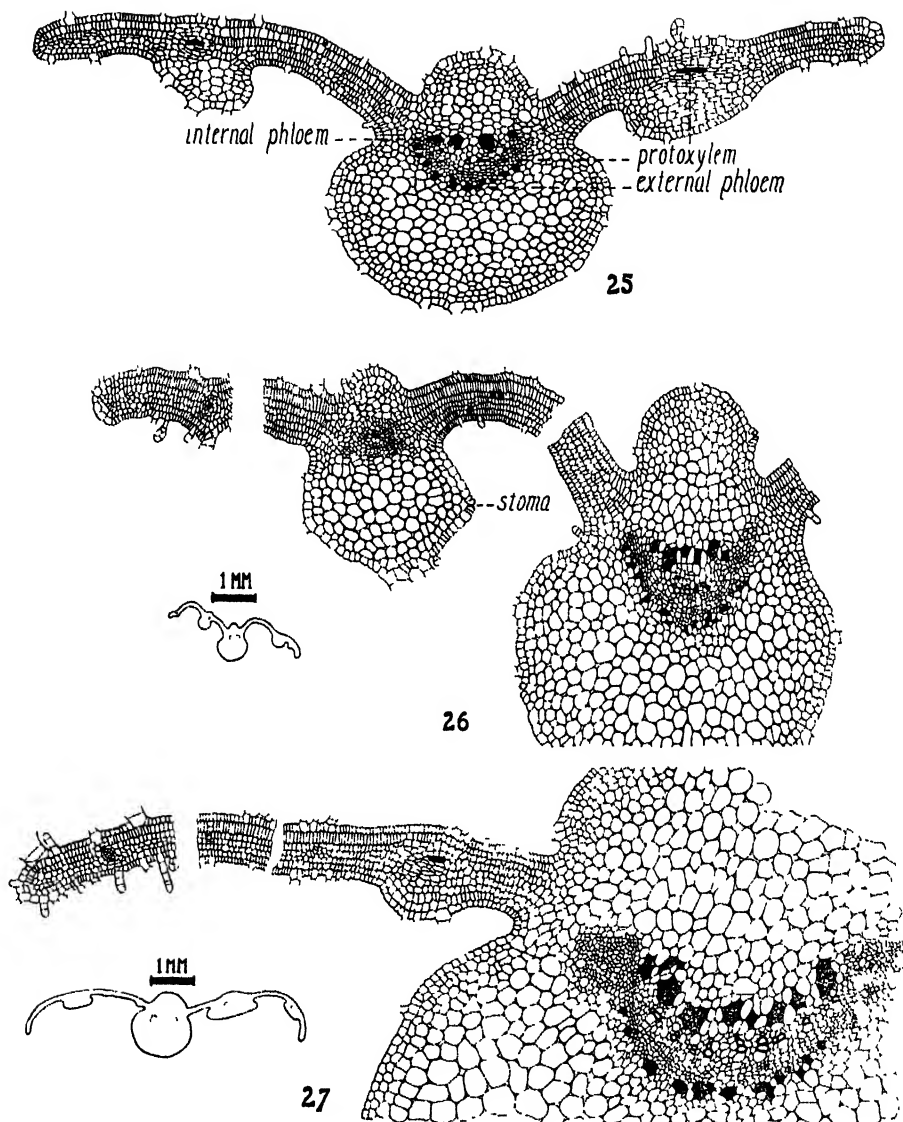 internal phloem
protoxylem
external phloem
25
stoma
1 MM
26
1 MM
27